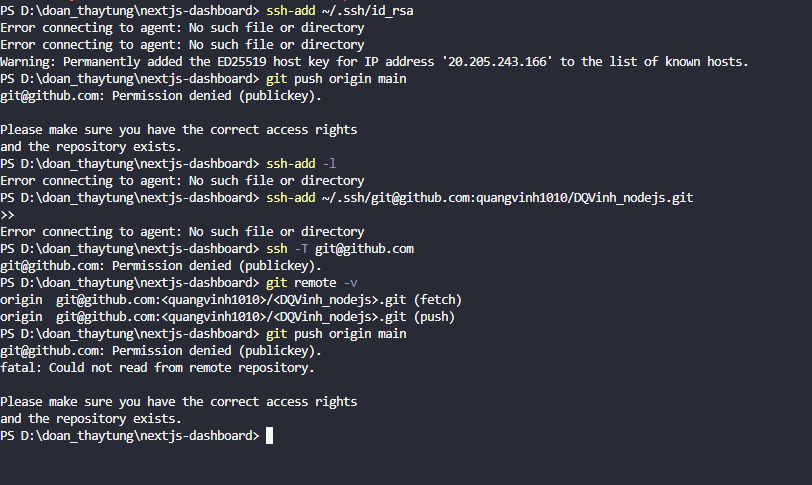 PS D:\doan_thaytung\nextjs-dashboard> ssh-add ~/.ssh/id_rsa
Error connecting to agent: No such file or directory
Error connecting to agent: No such file or directory
Warning: Permanently added the ED25519 host key for IP address '20.205.243.166' to the list of known hosts.
PS D:\doan_thaytung\nextjs-dashboard> git push origin main
git@github.com: Permission denied (publickey).
Please make sure you have the correct access rights
and the repository exists.
PS D:\doan_thaytung\nextjs-dashboard> ssh-add -l
Error connecting to agent: No such file or directory
PS D:\doan_thaytung\nextjs-dashboard> ssh-add ~/.ssh/git@github.com:quangvinh1010/DQVinh_nodejs.git
>>
Error connecting to agent: No such file or directory
PS D:\doan_thaytung\nextjs-dashboard> ssh -T git@github.com
git@github.com: Permission denied (publickey).
PS D:\doan_thaytung\nextjs-dashboard> git remote -v
origin  git@github.com:<quangvinh1010>/<DQVinh_nodejs>.git (fetch)
origin  git@github.com:<quangvinh1010>/<DQVinh_nodejs>.git (push)
PS D:\doan_thaytung\nextjs-dashboard> git push origin main
git@github.com: Permission denied (publickey).
fatal: Could not read from remote repository.
Please make sure you have the correct access rights
and the repository exists.
PS D:\doan_thaytung\nextjs-dashboard>